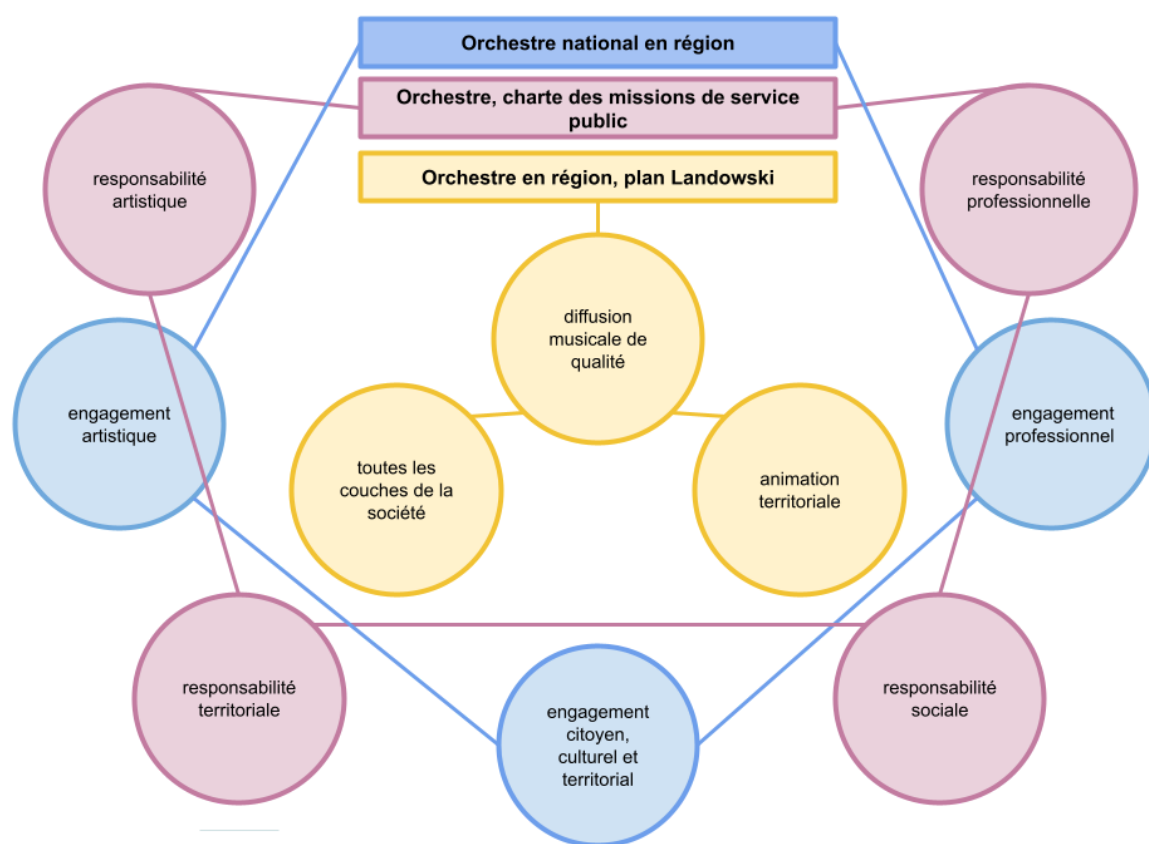 Orchestre national en région
Orchestre, charte des missions de service
public
Orchestre en région, plan Landowski
responsabilité
artistique
responsabilité
professionnelle
diffusion
musicale de
qualité
engagement
artistique
engagement
professionnel
toutes les
couches de la
société
animation
territoriale
responsabilité
territoriale
engagement
citoyen,
culturel et
territorial
responsabilité
sociale